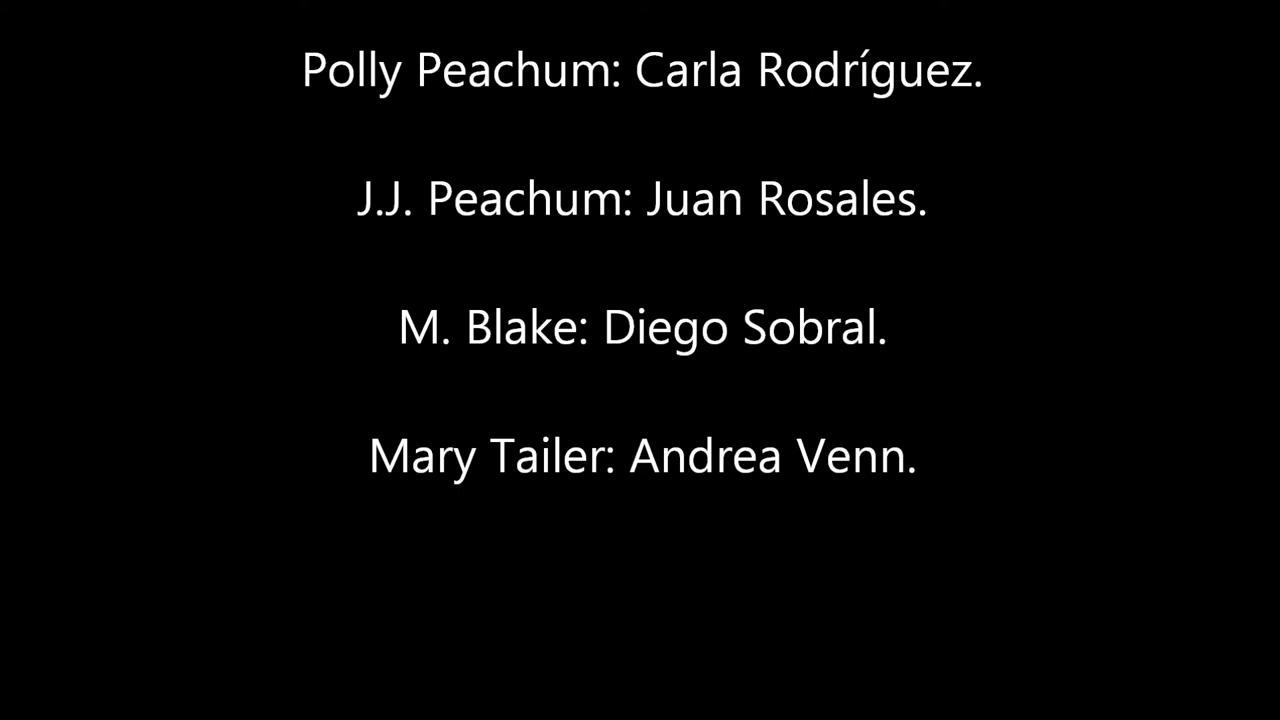 Polly Peachum: Carla Rodríguez.
J.J. Peachum: Juan Rosales.
M. Blake: Diego Sobral.
Mary Tailer: Andrea Venn.